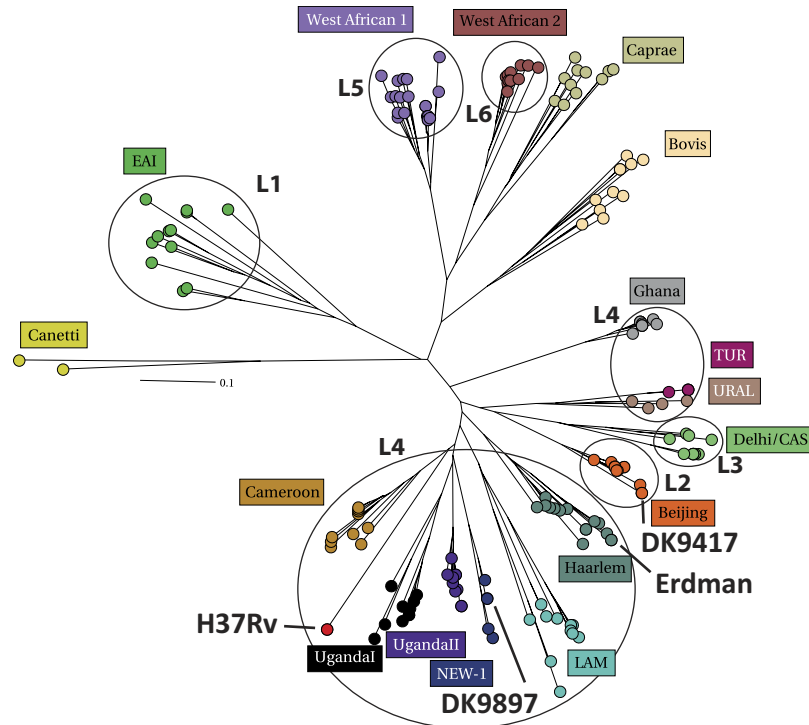 West African 1
West African 2
Caprae
L5
L6
Bovis
EAI
L1
Ghana
L4
Canetti
TUR
0.1
URAL
Delhi/CAS
L4
L3
L2
Cameroon
Beijing
DK9417
Haarlem
Erdman
H37Rv
UgandaI
UgandaII
LAM
NEW-1
DK9897